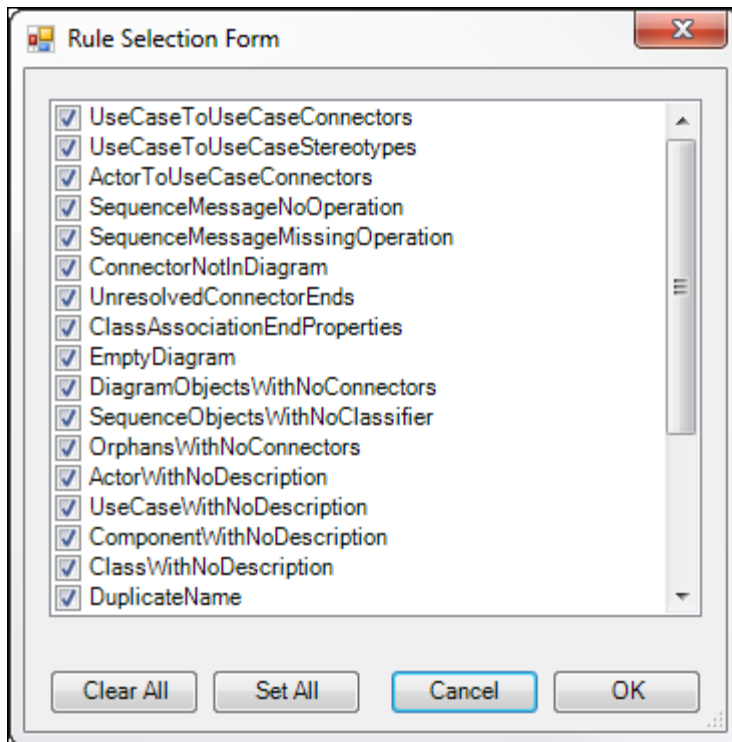 Rule Selection Form
UseCaseToUseCaseConnectors
UseCaseToUseCaseStereotypes
ActorToUseCaseConnectors
SequenceMessageNoOperation
SequenceMessageMissingOperation
ConnectorNotInDiagram
UnresolvedConnectorEnds
ClassAssociationEndProperties
EmptyDiagram
DiagramObjectsWithNoConnectors
SequenceObjectsWithNoClassifier
OrphansWithNoConnectors
ActorWithNoDescription
UseCaseWithNoDescription
ComponentWithNoDescription
ClassWithNoDescription
DuplicateName
Clear All Set All Cancel OK